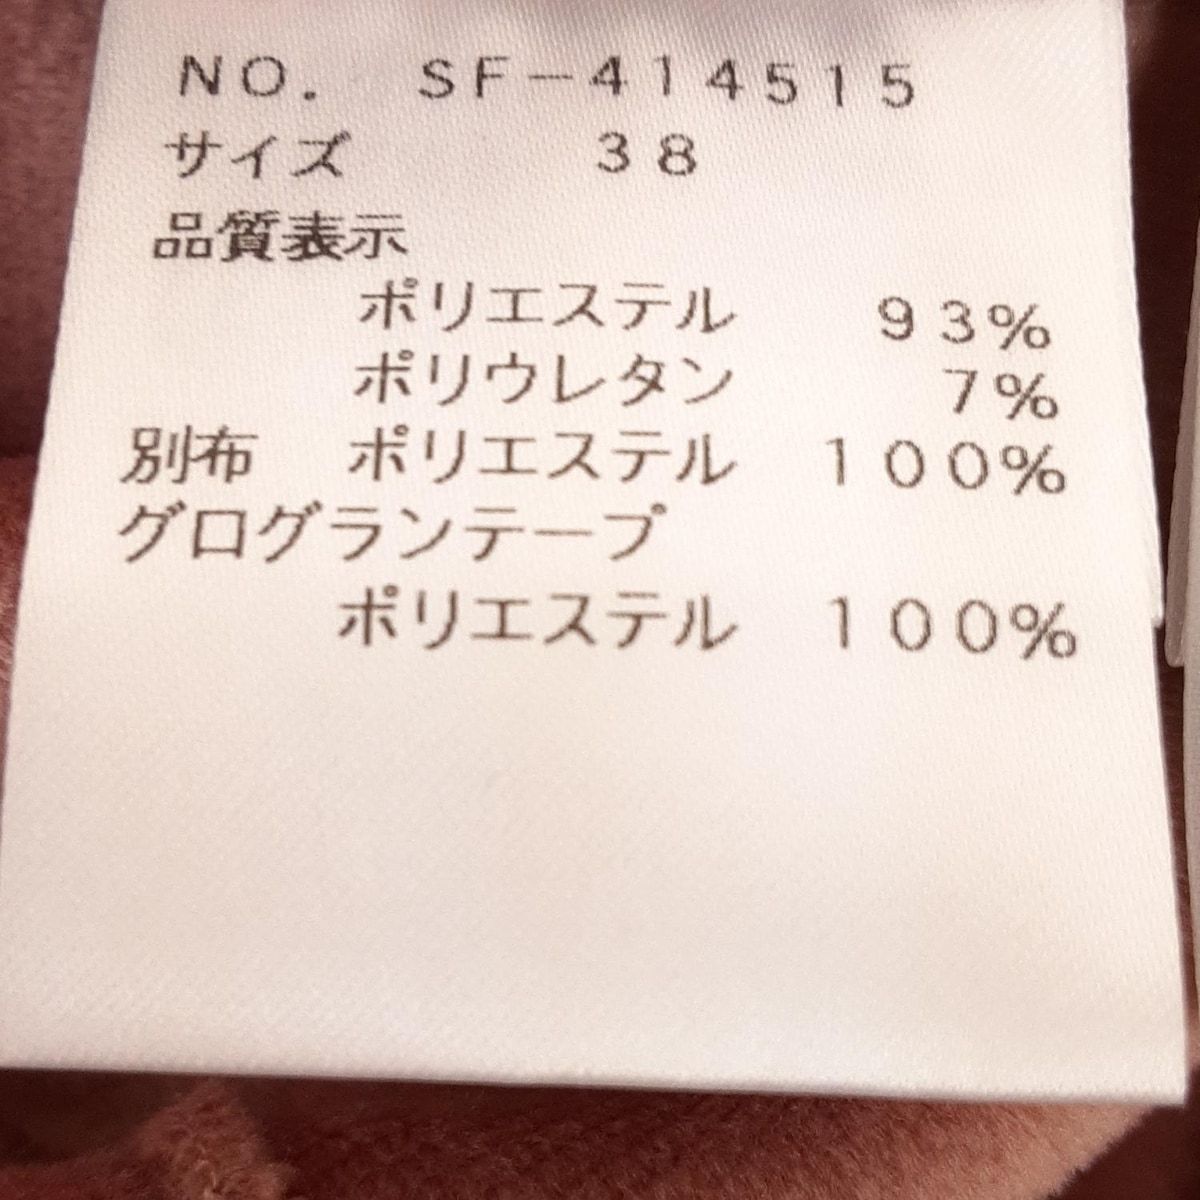 NO. SF-414515
サイズ 38
品質表示
ポリエステル 93%
ポリウレタン 7%
別布 ポリエステル 100%
グログランテープ
ポリエステル 100%